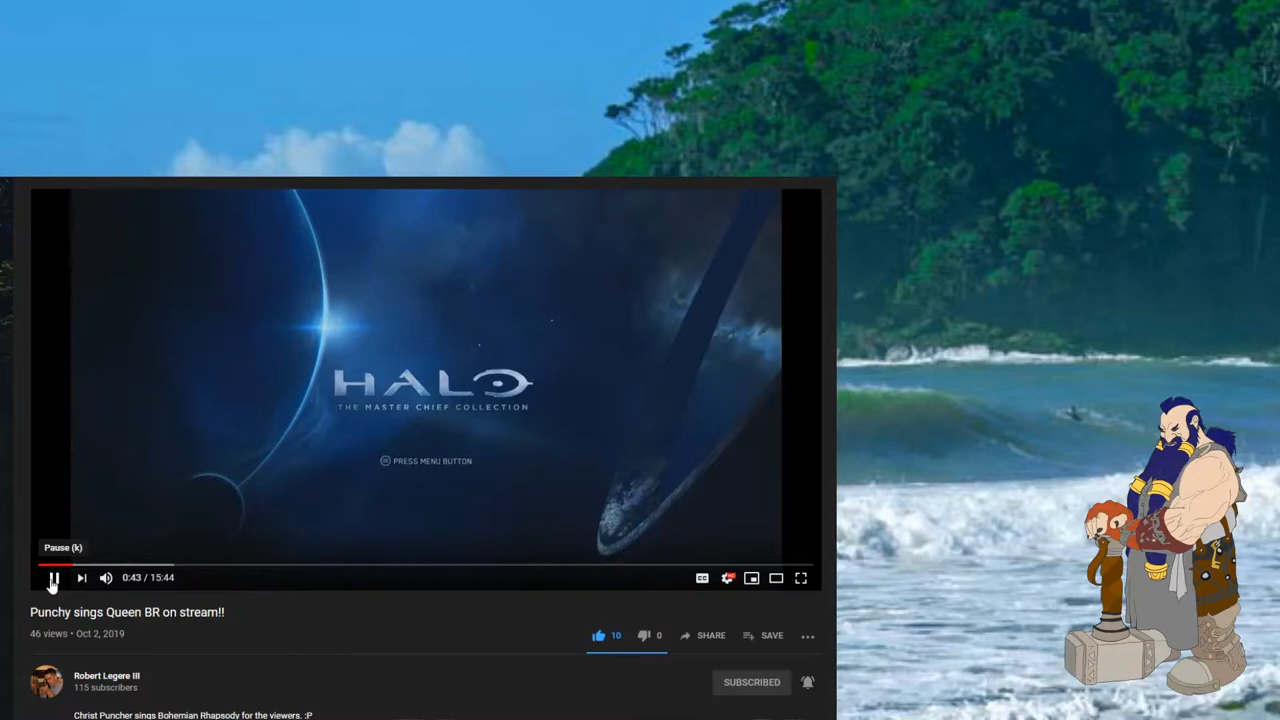 HALO
THE MASTER CHIEF COLLECTION
PRESS MENU BUTTON
Pause (k)
0:43 / 15:44
CC
HD
Punchy sings Queen BR on stream!!
46 views • Oct 2, 2019
10
0
SHARE
SAVE
Robert Legere III
115 subscribers
SUBSCRIBED
Christ Puncher sings Bohemian Rhapsody for the viewers. :P